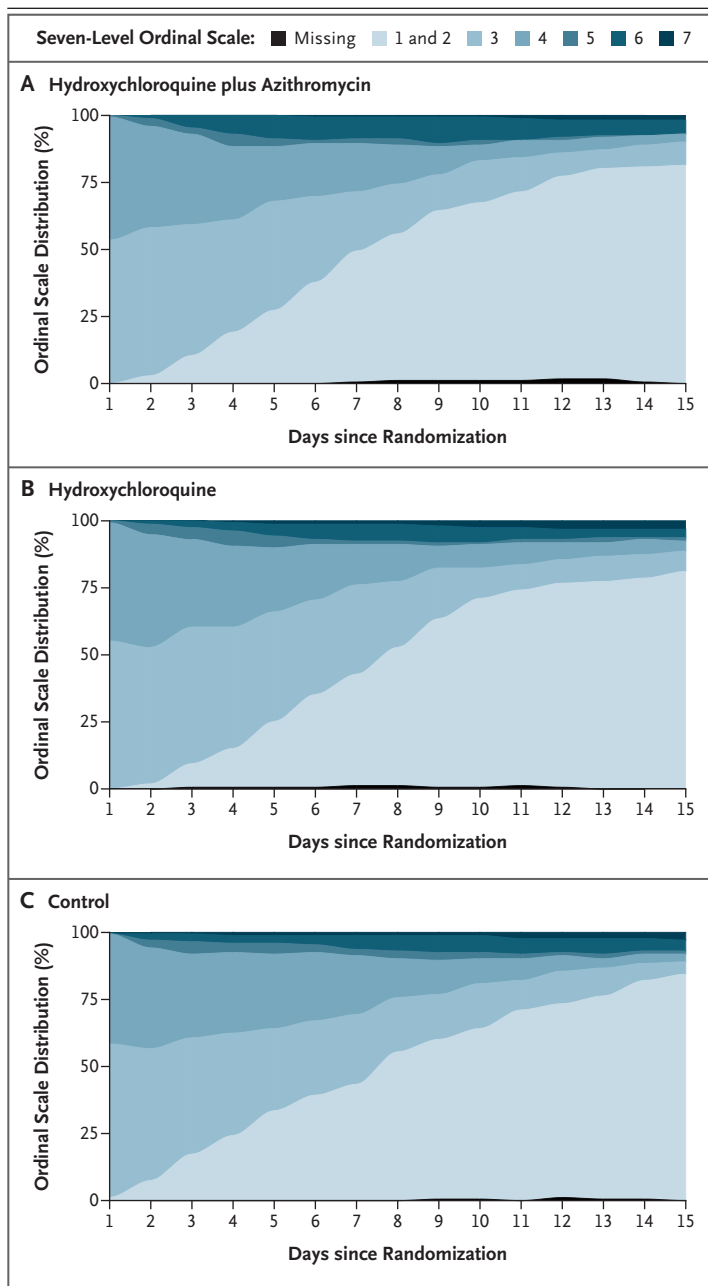 Seven-Level Ordinal Scale: Missing 1 and 2 3 4 5 6 7
A Hydroxychloroquine plus Azithromycin
Ordinal Scale Distribution (%)
100
75
50
25
0
1 2 3 4 5 6 7 8 9 10 11 12 13 14 15
Days since Randomization
B Hydroxychloroquine
Ordinal Scale Distribution (%)
100
75
50
25
0
1 2 3 4 5 6 7 8 9 10 11 12 13 14 15
Days since Randomization
C Control
Ordinal Scale Distribution (%)
100
75
50
25
0
1 2 3 4 5 6 7 8 9 10 11 12 13 14 15
Days since Randomization